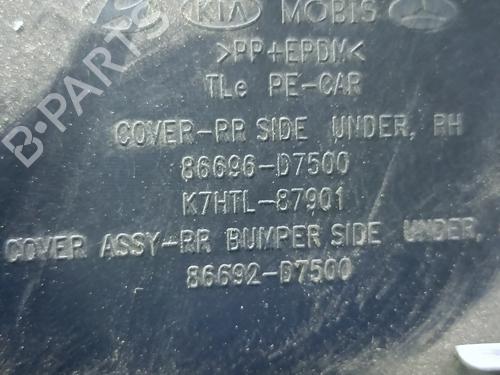 KIA MOBIS
>PP+EPDM<
TLe PE-CAR
COVER-RR SIDE UNDER, RH
86696-D7500
K7HTL-87901
COVER ASSY-RR BUMPER SIDE UNDER,
86692-D7500
B-PARTS